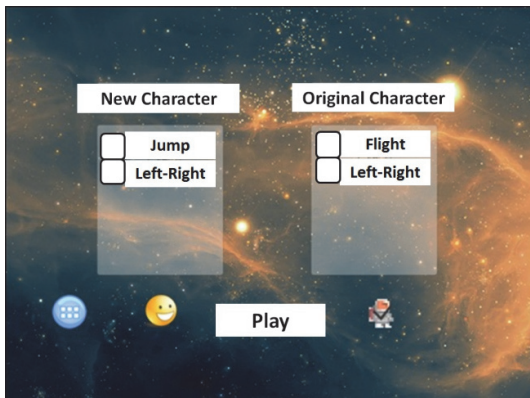 New Character
Original Character
Jump
Left-Right
Flight
Left-Right
Play